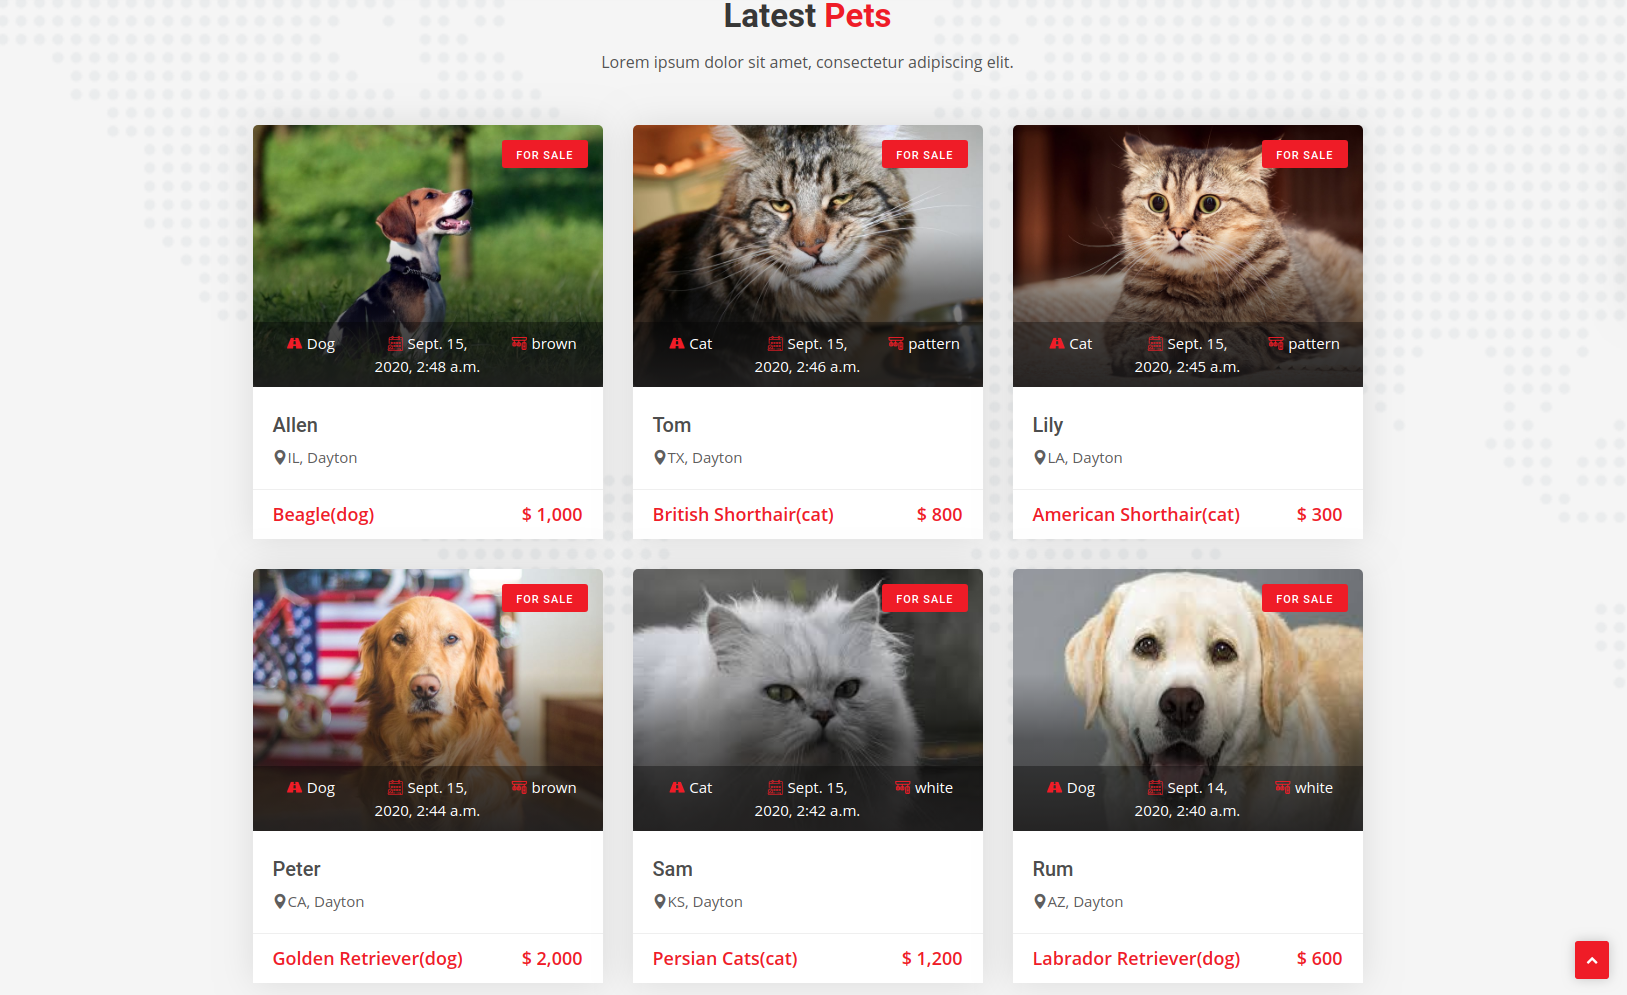 Latest Pets
Lorem ipsum dolor sit amet, consectetur adipiscing elit.
FOR SALE
Dog
Sept. 15,
2020, 2:48 a.m.
brown
Allen
IL, Dayton
Beagle(dog)
$ 1,000
FOR SALE
Cat
Sept. 15,
2020, 2:46 a.m.
pattern
Tom
TX, Dayton
British Shorthair(cat)
$ 800
FOR SALE
Cat
Sept. 15,
2020, 2:45 a.m.
pattern
Lily
LA, Dayton
American Shorthair(cat)
$ 300
FOR SALE
Dog
Sept. 15,
2020, 2:44 a.m.
brown
Peter
CA, Dayton
Golden Retriever(dog)
$ 2,000
FOR SALE
Cat
Sept. 15,
2020, 2:42 a.m.
white
Sam
KS, Dayton
Persian Cats(cat)
$ 1,200
FOR SALE
Dog
Sept. 14,
2020, 2:40 a.m.
white
Rum
AZ, Dayton
Labrador Retriever(dog)
$ 600